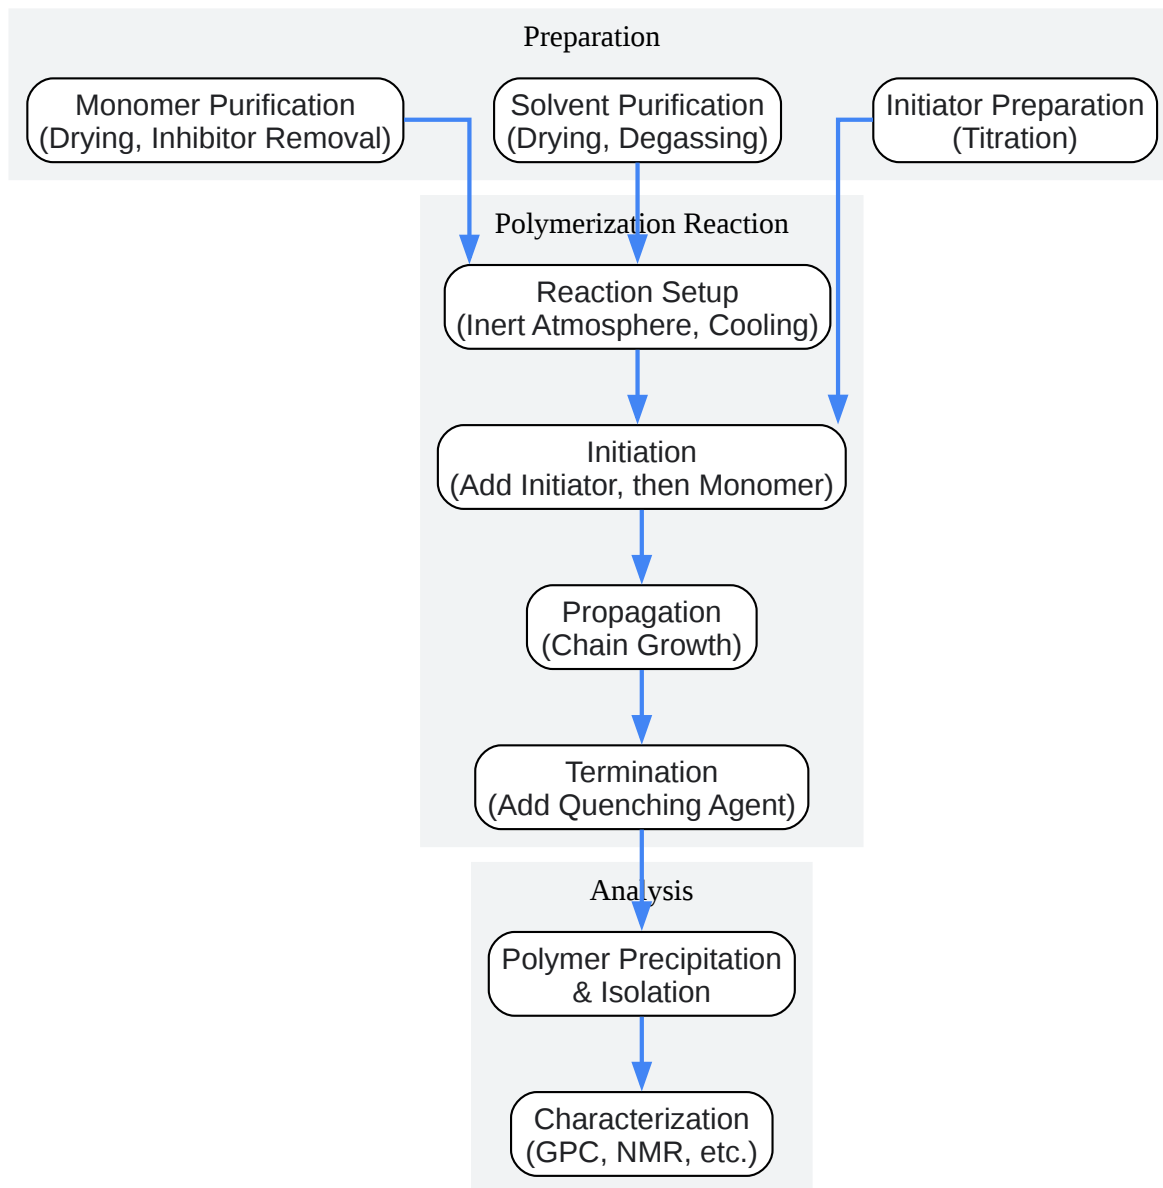 Preparation
Monomer Purification
(Drying, Inhibitor Removal)
Solvent Purification
(Drying, Degassing)
Initiator Preparation
(Titration)
Polymerization Reaction
Reaction Setup
(Inert Atmosphere, Cooling)
Initiation
(Add Initiator, then Monomer)
Propagation
(Chain Growth)
Termination
(Add Quenching Agent)
Analysis
Polymer Precipitation
& Isolation
Characterization
(GPC, NMR, etc.)